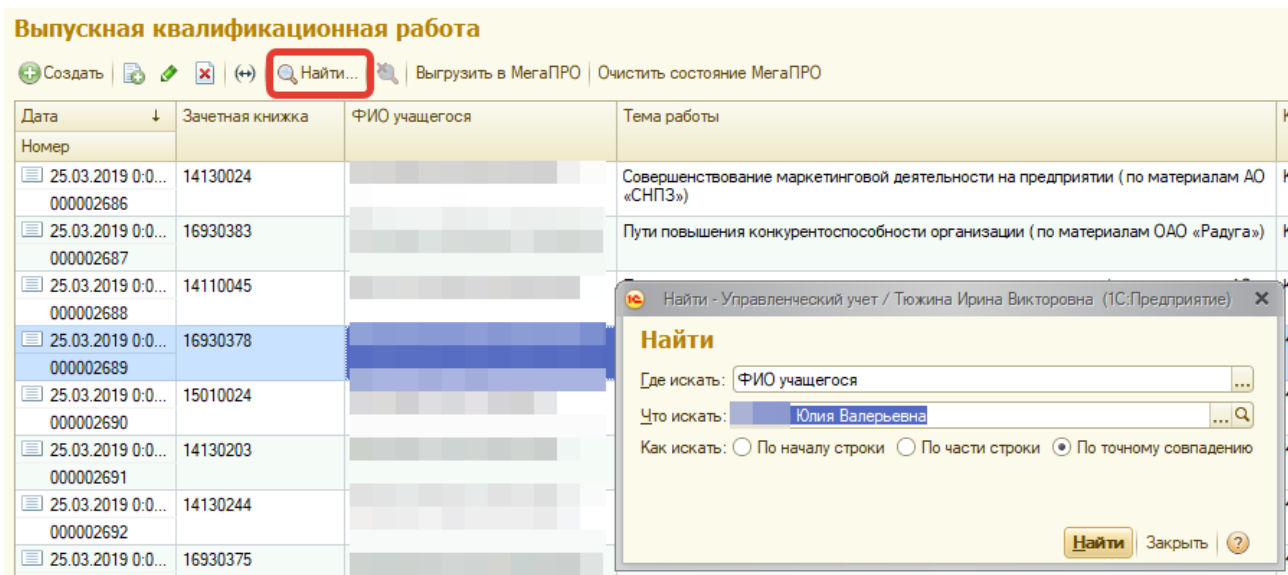 Выпускная квалификационная работа
Создать (↔) Найти... Выгрузить в МегаПРО Очистить состояние МегаПРО
Дата ↓ Зачетная книжка ФИО учащегося Тема работы
Номер
25.03.2019 0:0... 14130024 Совершенствование маркетинговой деятельности на предприятии ( по материалам АО
000002686 «СНПЗ»)
25.03.2019 0:0... 16930383 Пути повышения конкурентоспособности организации ( по материалам ОАО «Радуга»)
000002687
25.03.2019 0:0... 14110045
000002688
25.03.2019 0:0... 16930378
000002689
25.03.2019 0:0... 15010024
000002690
25.03.2019 0:0... 14130203
000002691
25.03.2019 0:0... 14130244
000002692
25.03.2019 0:0... 16930375
Найти - Управленческий учет / Тюжина Ирина Викторовна (1С:Предприятие)
Найти
Где искать: ФИО учащегося ...
Что искать: Юлия Валерьевна ...
Как искать: По началу строки По части строки По точному совпадению
Найти Закрыть ?